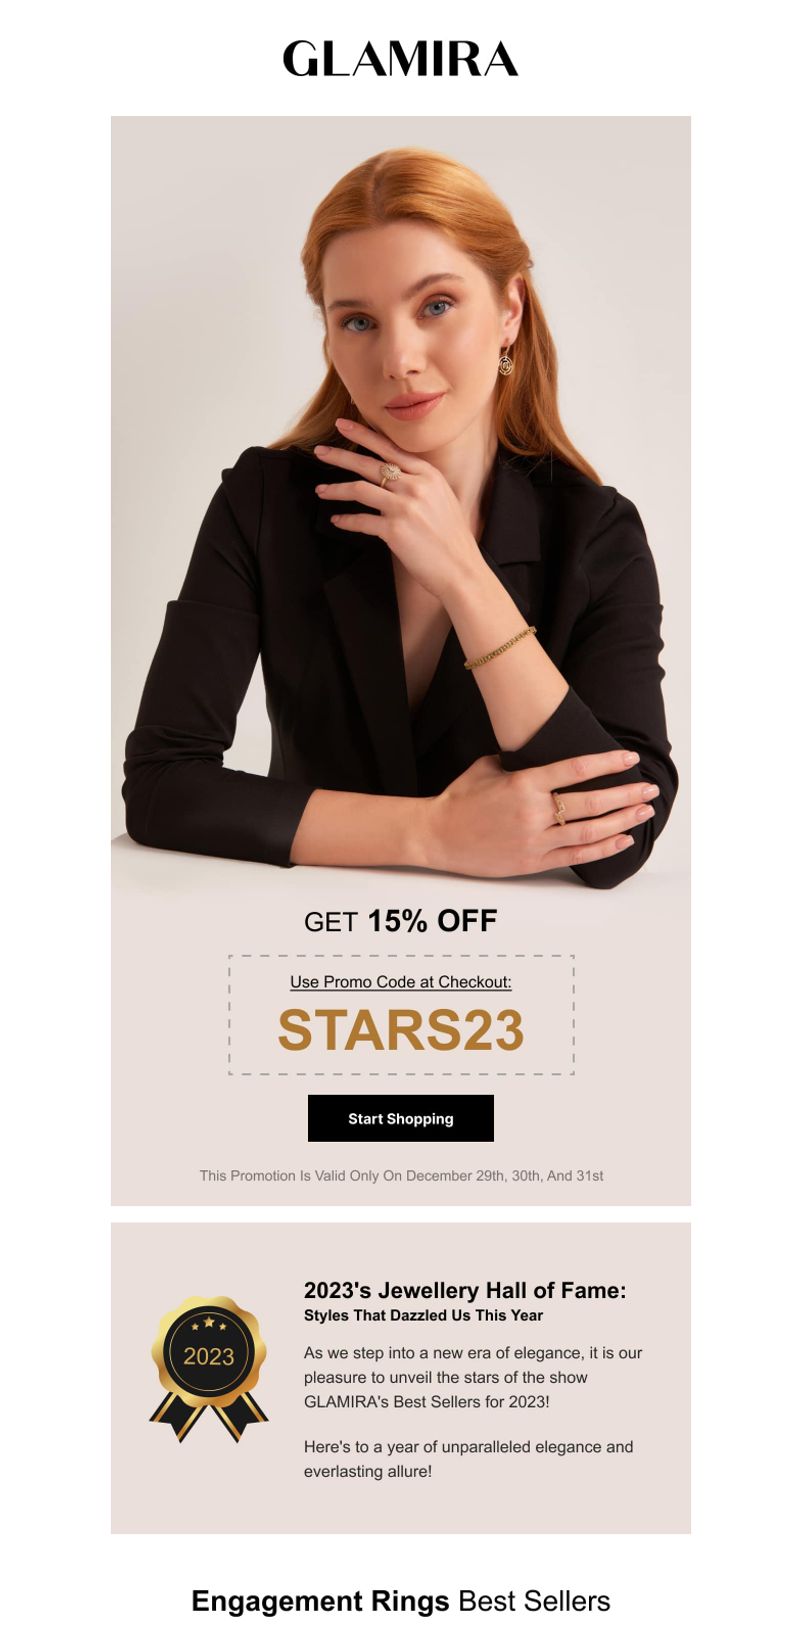 GLAMIRA
GET 15% OFF
Use Promo Code at Checkout:
STARS23
Start Shopping
This Promotion Is Valid Only On December 29th, 30th, And 31st
2023
2023's Jewellery Hall of Fame:
Styles That Dazzled Us This Year
As we step into a new era of elegance, it is our
pleasure to unveil the stars of the show
GLAMIRA's Best Sellers for 2023!
Here's to a year of unparalleled elegance and
everlasting allure!
Engagement Rings Best Sellers